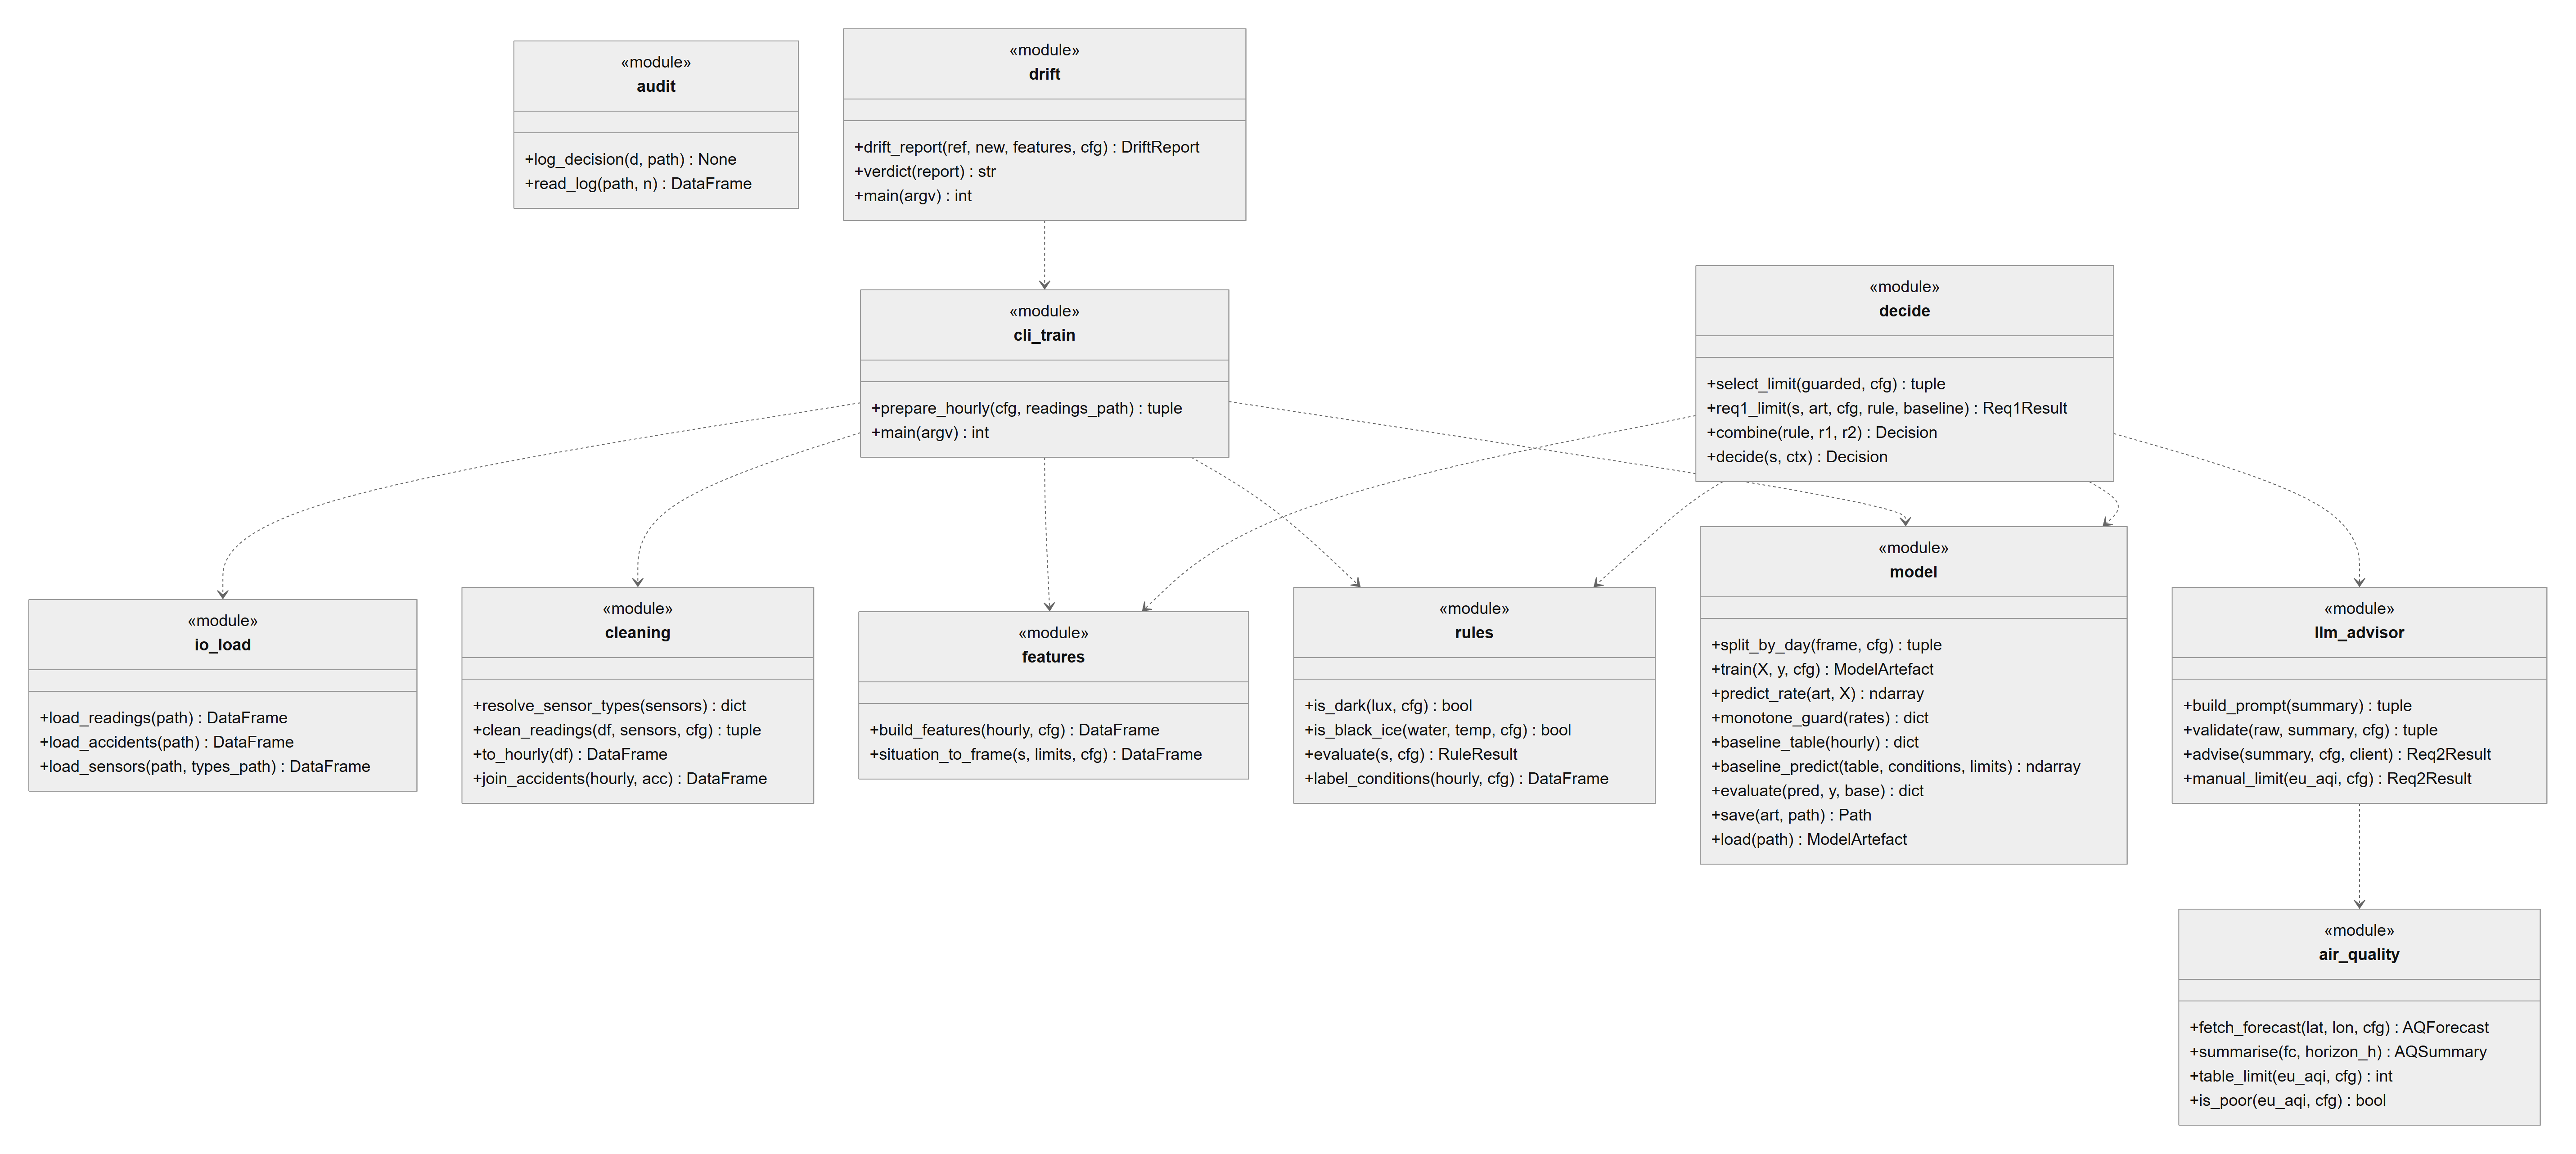 «module»
audit
+log_decision(d, path) : None
+read_log(path, n) : DataFrame
«module»
drift
+drift_report(ref, new, features, cfg) : DriftReport
+verdict(report) : str
+main(argv) : int
«module»
cli_train
+prepare_hourly(cfg, readings_path) : tuple
+main(argv) : int
«module»
decide
+select_limit(guarded, cfg) : tuple
+req1_limit(s, art, cfg, rule, baseline) : Req1Result
+combine(rule, r1, r2) : Decision
+decide(s, ctx) : Decision
«module»
io_load
+load_readings(path) : DataFrame
+load_accidents(path) : DataFrame
+load_sensors(path, types_path) : DataFrame
«module»
cleaning
+resolve_sensor_types(sensors) : dict
+clean_readings(df, sensors, cfg) : tuple
+to_hourly(df) : DataFrame
+join_accidents(hourly, acc) : DataFrame
«module»
features
+build_features(hourly, cfg) : DataFrame
+situation_to_frame(s, limits, cfg) : DataFrame
«module»
rules
+is_dark(lux, cfg) : bool
+is_black_ice(water, temp, cfg) : bool
+evaluate(s, cfg) : RuleResult
+label_conditions(hourly, cfg) : DataFrame
«module»
model
+split_by_day(frame, cfg) : tuple
+train(X, y, cfg) : ModelArtefact
+predict_rate(art, X) : ndarray
+monotone_guard(rates) : dict
+baseline_table(hourly) : dict
+baseline_predict(table, conditions, limits) : ndarray
+evaluate(pred, y, base) : dict
+save(art, path) : Path
+load(path) : ModelArtefact
«module»
llm_advisor
+build_prompt(summary) : tuple
+validate(raw, summary, cfg) : tuple
+advise(summary, cfg, client) : Req2Result
+manual_limit(eu_aqi, cfg) : Req2Result
«module»
air_quality
+fetch_forecast(lat, lon, cfg) : AQForecast
+summarise(fc, horizon_h) : AQSummary
+table_limit(eu_aqi, cfg) : int
+is_poor(eu_aqi, cfg) : bool